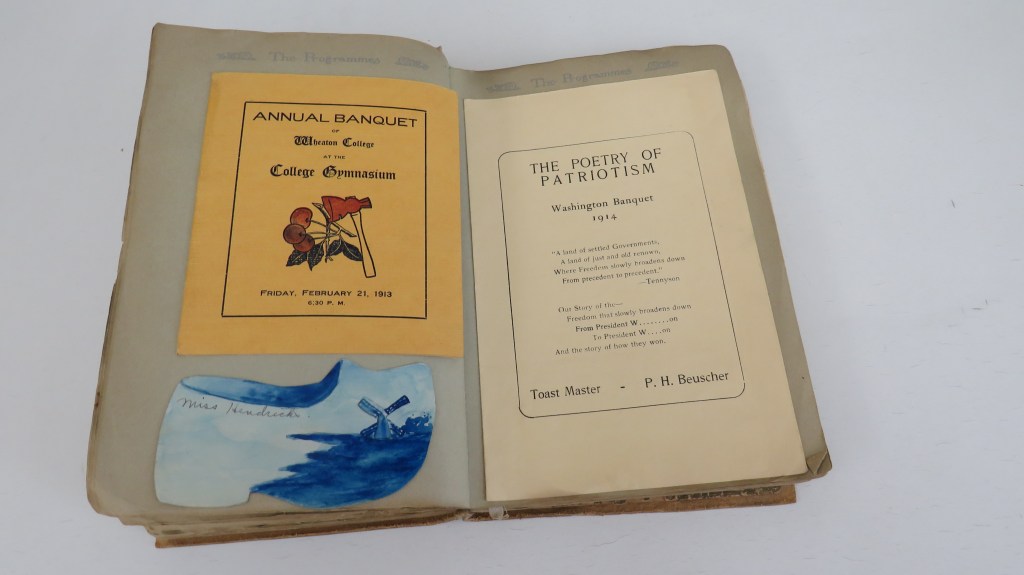 The Programmes
ANNUAL BANQUET
OF
Wheaton College
AT THE
College Gymnasium
FRIDAY, FEBRUARY 21, 1913
6:30 P. M.
Miss Hendricks.
The Programmes
THE POETRY OF
PATRIOTISM
Washington Banquet
1914
"A land of settled Governments,
A land of just and old renown,
Where Freedom slowly broadens down
From precedent to precedent."
—Tennyson
Our Story of the—
Freedom that slowly broadens down
From President W........on
To President W....on
And the story of how they won.
Toast Master - P. H. Beuscher